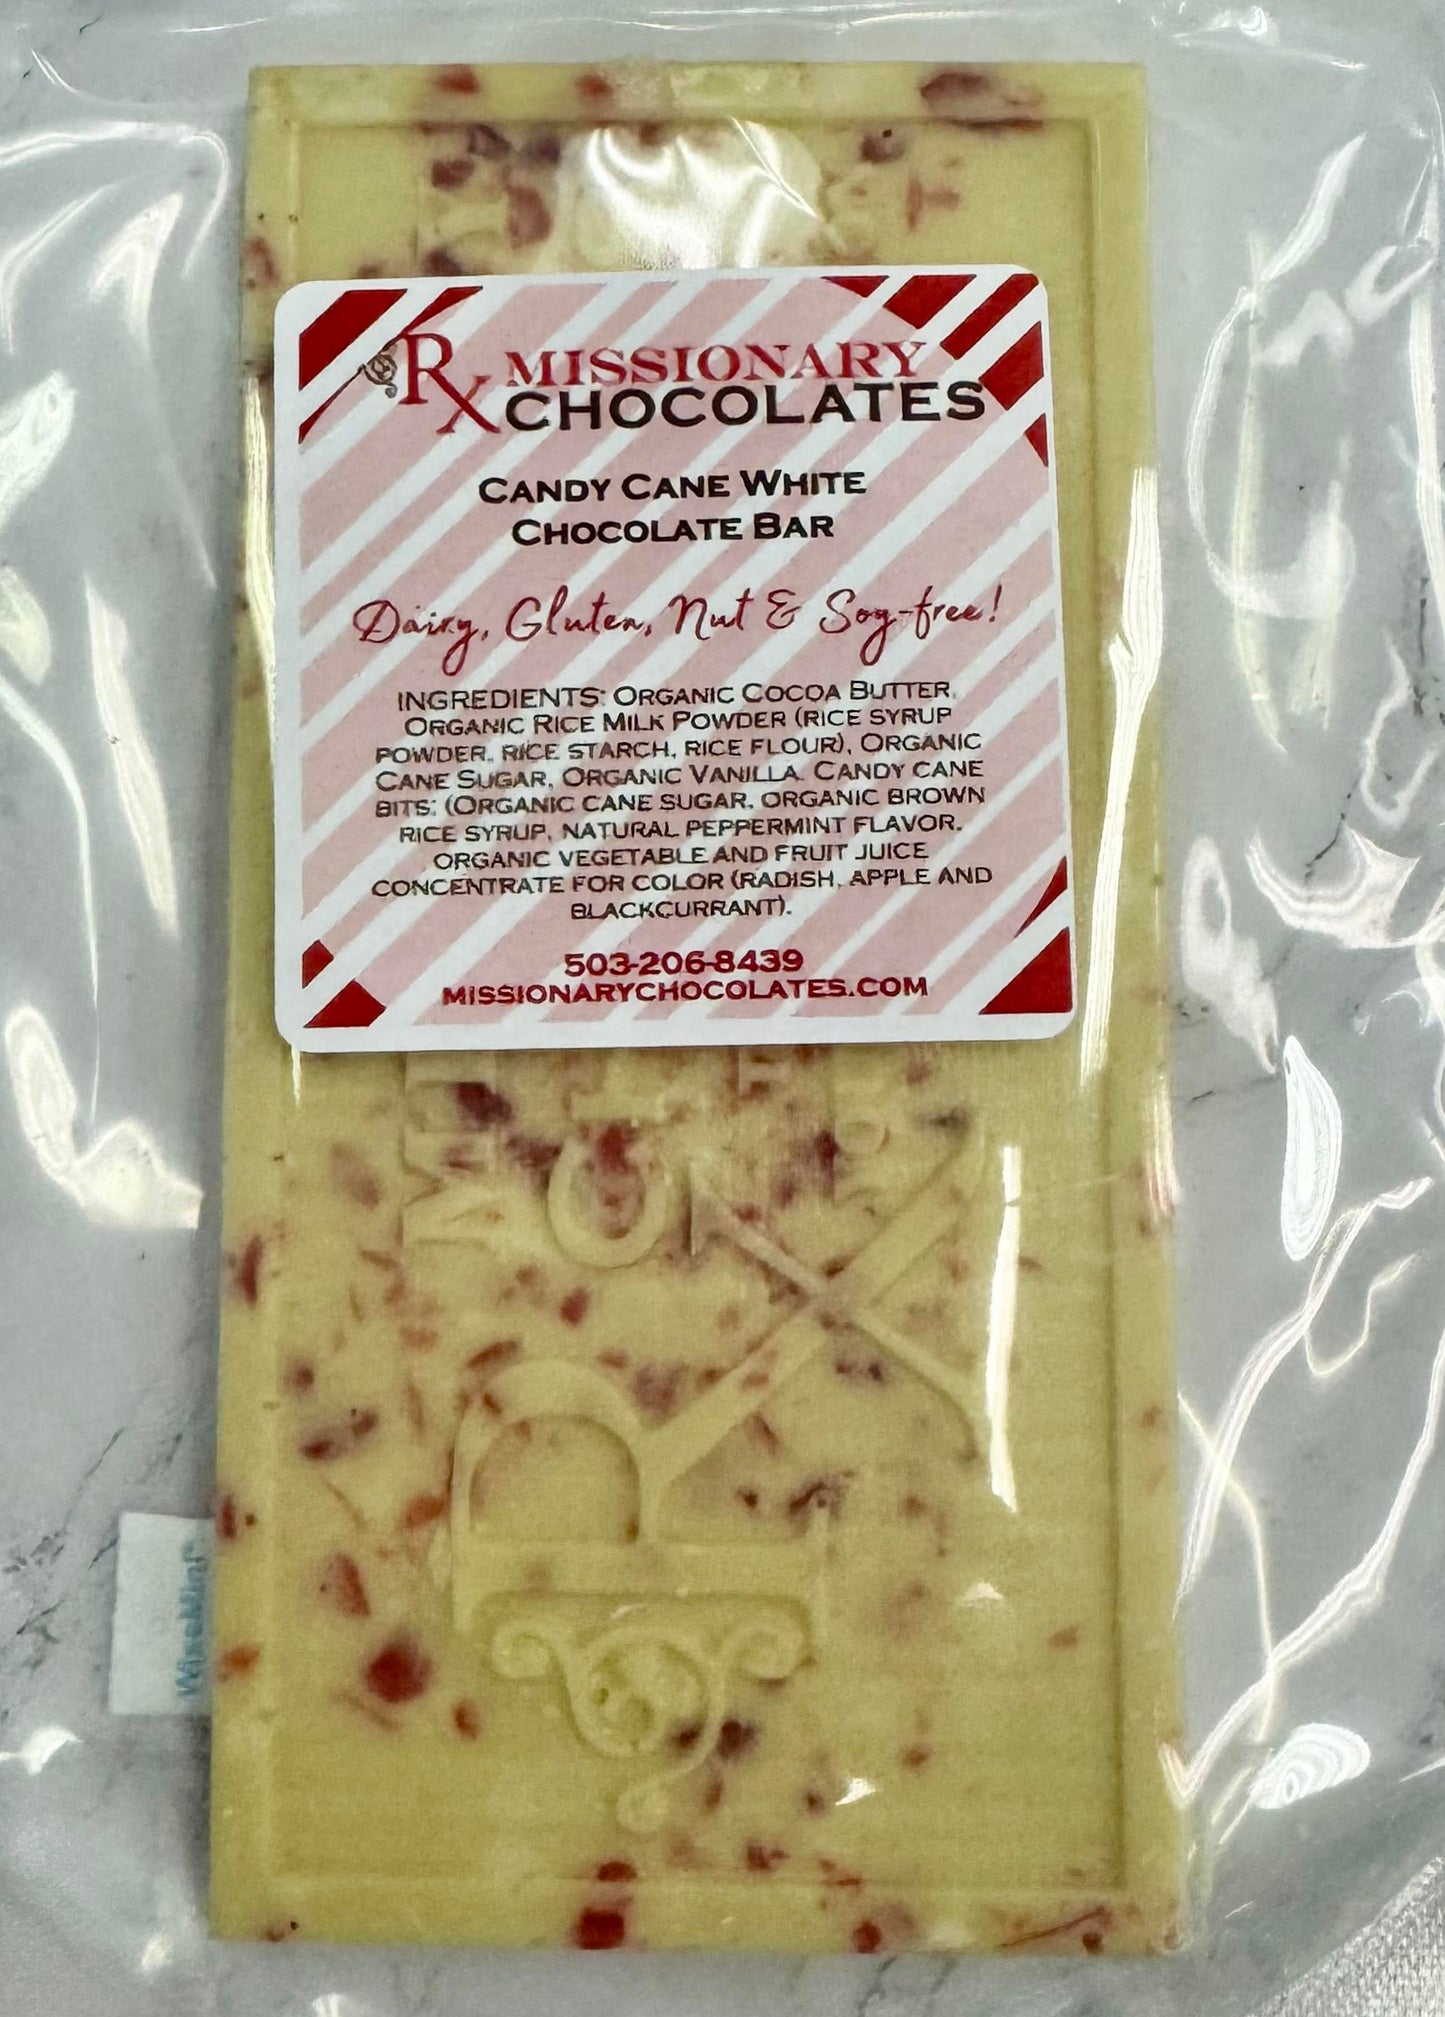 Rx MISSIONARY
CHOCOLATES
CANDY CANE WHITE
CHOCOLATE BAR
Dairy, Gluten, Nut & Soy-free!
INGREDIENTS: ORGANIC COCOA BUTTER,
ORGANIC RICE MILK POWDER (RICE SYRUP
POWDER, RICE STARCH, RICE FLOUR), ORGANIC
CANE SUGAR, ORGANIC VANILLA. CANDY CANE
BITS: (ORGANIC CANE SUGAR, ORGANIC BROWN
RICE SYRUP, NATURAL PEPPERMINT FLAVOR,
ORGANIC VEGETABLE AND FRUIT JUICE
CONCENTRATE FOR COLOR (RADISH, APPLE AND
BLACKCURRANT).
503-206-8439
MISSIONARYCHOCOLATES.COM